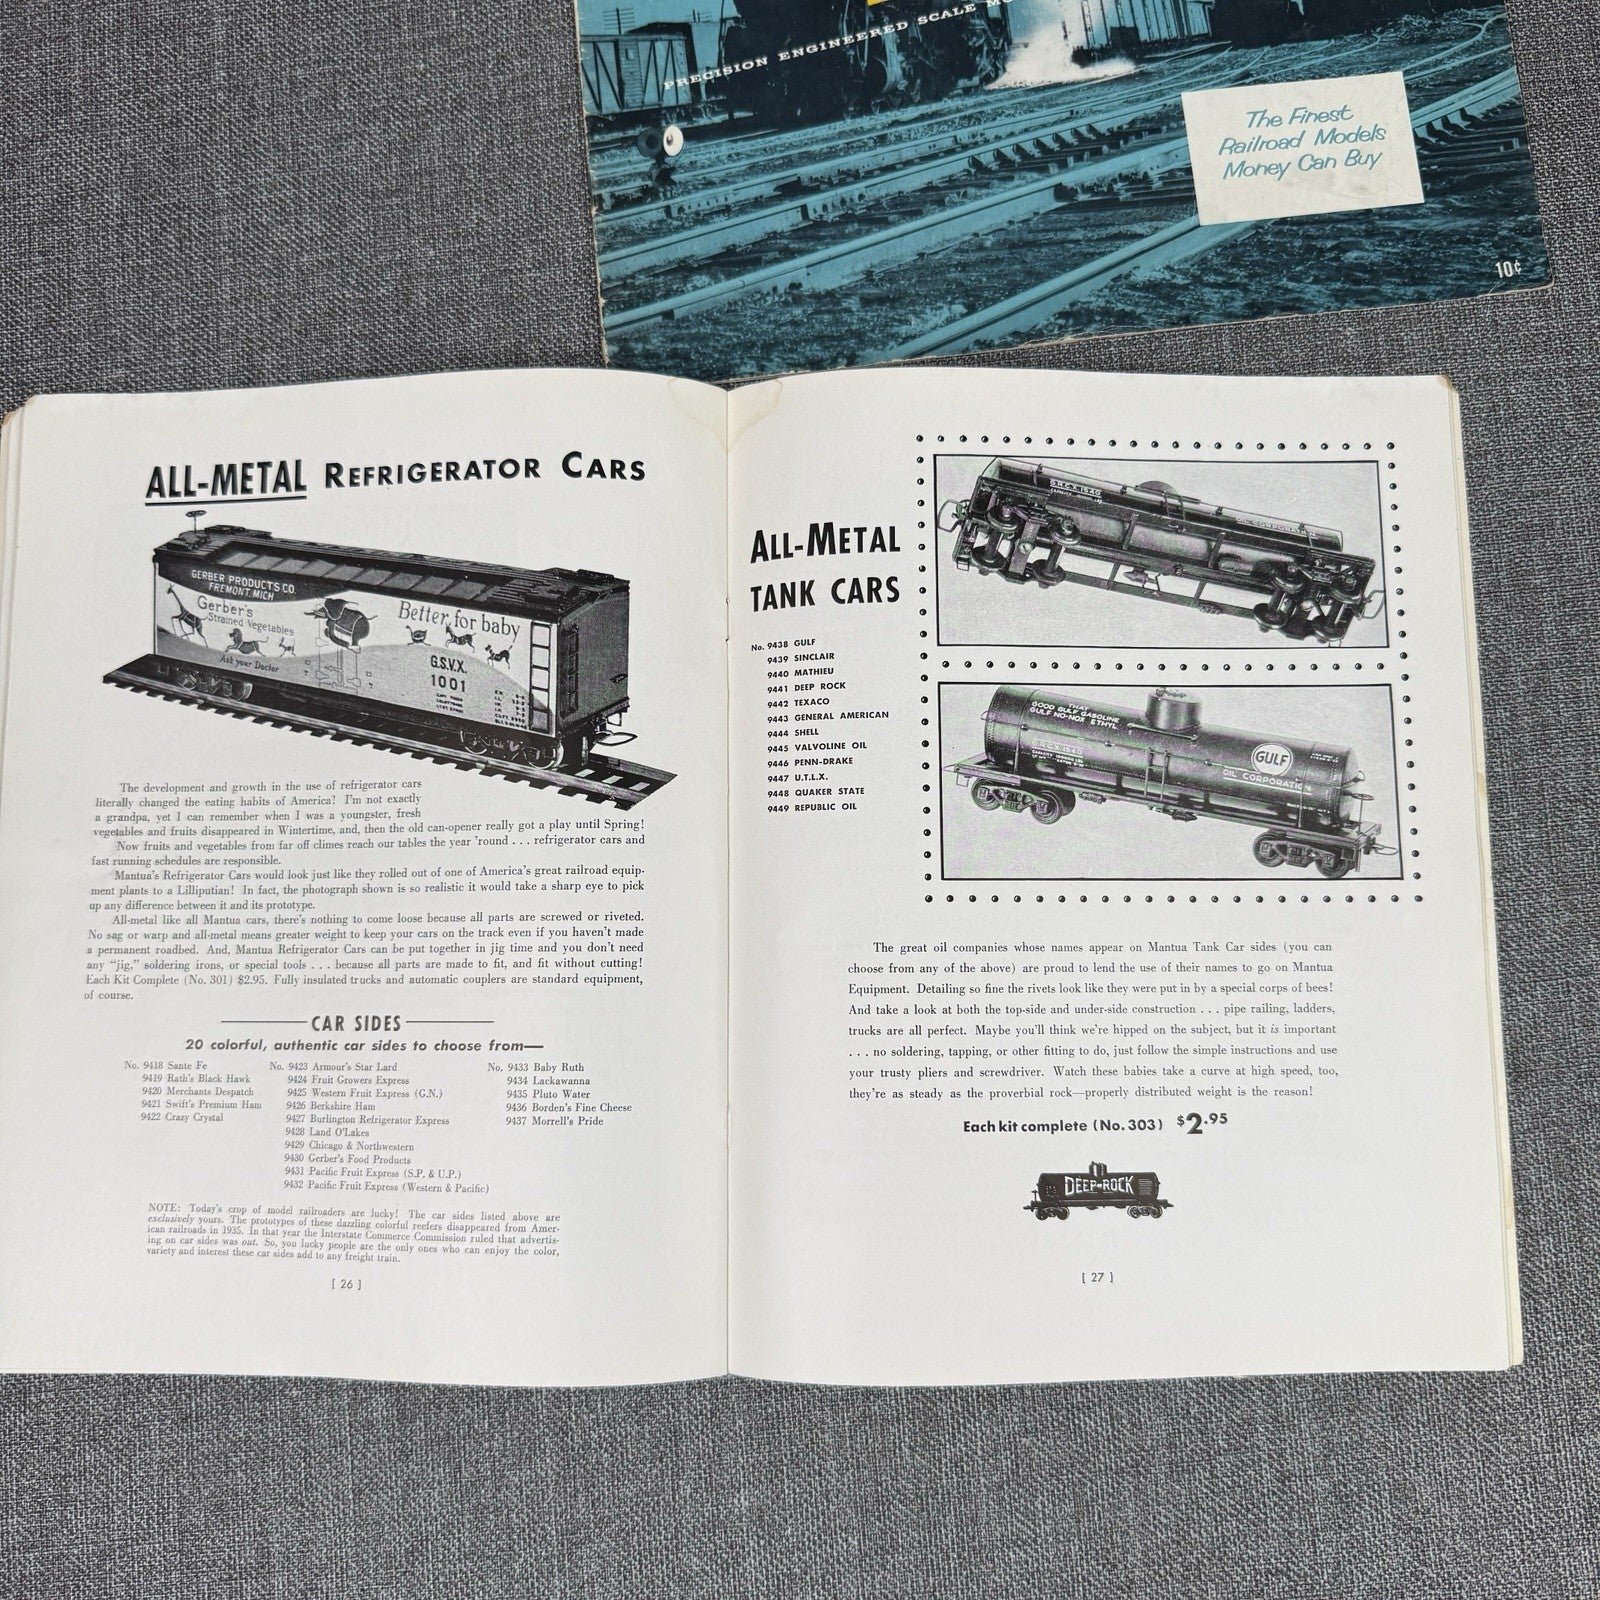 PRECISION ENGINEERED SCALE MO
The Finest
Railroad Models
Money Can Buy
10¢
ALL-METAL REFRIGERATOR CARS
GERBER PRODUCTS CO.
FREMONT. MICH
Gerber's
Strained Vegetables
Ask your Doctor
Better for baby
G.S.V.X.
1001
The development and growth in the use of refrigerator cars
literally changed the eating habits of America! I'm not exactly
a grandpa, yet I can remember when I was a youngster, fresh
vegetables and fruits disappeared in Wintertime, and, then the old can-opener really got a play until Spring!
Now fruits and vegetables from far off climes reach our tables the year 'round . . . refrigerator cars and
fast running schedules are responsible.
Mantua's Refrigerator Cars would look just like they rolled out of one of America's great railroad equip-
ment plants to a Lilliputian! In fact, the photograph shown is so realistic it would take a sharp eye to pick
up any difference between it and its prototype.
All-metal like all Mantua cars, there's nothing to come loose because all parts are screwed or riveted.
No sag or warp and all-metal means greater weight to keep your cars on the track even if you haven't made
a permanent roadbed. And, Mantua Refrigerator Cars can be put together in jig time and you don't need
any "jig," soldering irons, or special tools . . . because all parts are made to fit, and fit without cutting!
Each Kit Complete (No. 301) $2.95. Fully insulated trucks and automatic couplers are standard equipment,
of course.
CAR SIDES
20 colorful, authentic car sides to choose from—
No. 9418 Santa Fe
9419 Rath's Black Hawk
9420 Merchants Despatch
9421 Swift's Premium Ham
9422 Crazy Crystal
No. 9423 Armour's Star Lard
9424 Fruit Growers Express
9425 Western Fruit Express (G.N.)
9426 Berkshire Ham
9427 Burlington Refrigerator Express
9428 Land O'Lakes
9429 Chicago & Northwestern
9430 Gerber's Food Products
9431 Pacific Fruit Express (S.P. & U.P.)
9432 Pacific Fruit Express (Western & Pacific)
No. 9433 Baby Ruth
9434 Lackawanna
9435 Pluto Water
9436 Borden's Fine Cheese
9437 Morrell's Pride
NOTE: Today's crop of model railroaders are lucky! The car sides listed above are
exclusively yours. The prototypes of these dazzling colorful reefers disappeared from Amer-
ican railroads in 1935. In that year the Interstate Commerce Commission ruled that advertis-
ing on car sides was out. So, you lucky people are the only ones who can enjoy the color,
variety and interest these car sides add to any freight train.
[ 26 ]
ALL-METAL
TANK CARS
No. 9438 GULF
9439 SINCLAIR
9440 MATHIEU
9441 DEEP ROCK
9442 TEXACO
9443 GENERAL AMERICAN
9444 SHELL
9445 VALVOLINE OIL
9446 PENN-DRAKE
9447 U.T.L.X.
9448 QUAKER STATE
9449 REPUBLIC OIL
G.R.C.X. 1540
OIL CORPORA
THAT
GOOD GULF GASOLINE
GULF NO-NOX ETHYL
G.R.C.X. 1540
GULF
OIL CORPORATION
The great oil companies whose names appear on Mantua Tank Car sides (you can
choose from any of the above) are proud to lend the use of their names to go on Mantua
Equipment. Detailing so fine the rivets look like they were put in by a special corps of bees!
And take a look at both the top-side and under-side construction . . . pipe railing, ladders,
trucks are all perfect. Maybe you'll think we're hipped on the subject, but it is important
. . . no soldering, tapping, or other fitting to do, just follow the simple instructions and use
your trusty pliers and screwdriver. Watch these babies take a curve at high speed, too,
they're as steady as the proverbial rock—properly distributed weight is the reason!
Each kit complete (No. 303) $2.95
DEEP-ROCK
[ 27 ]